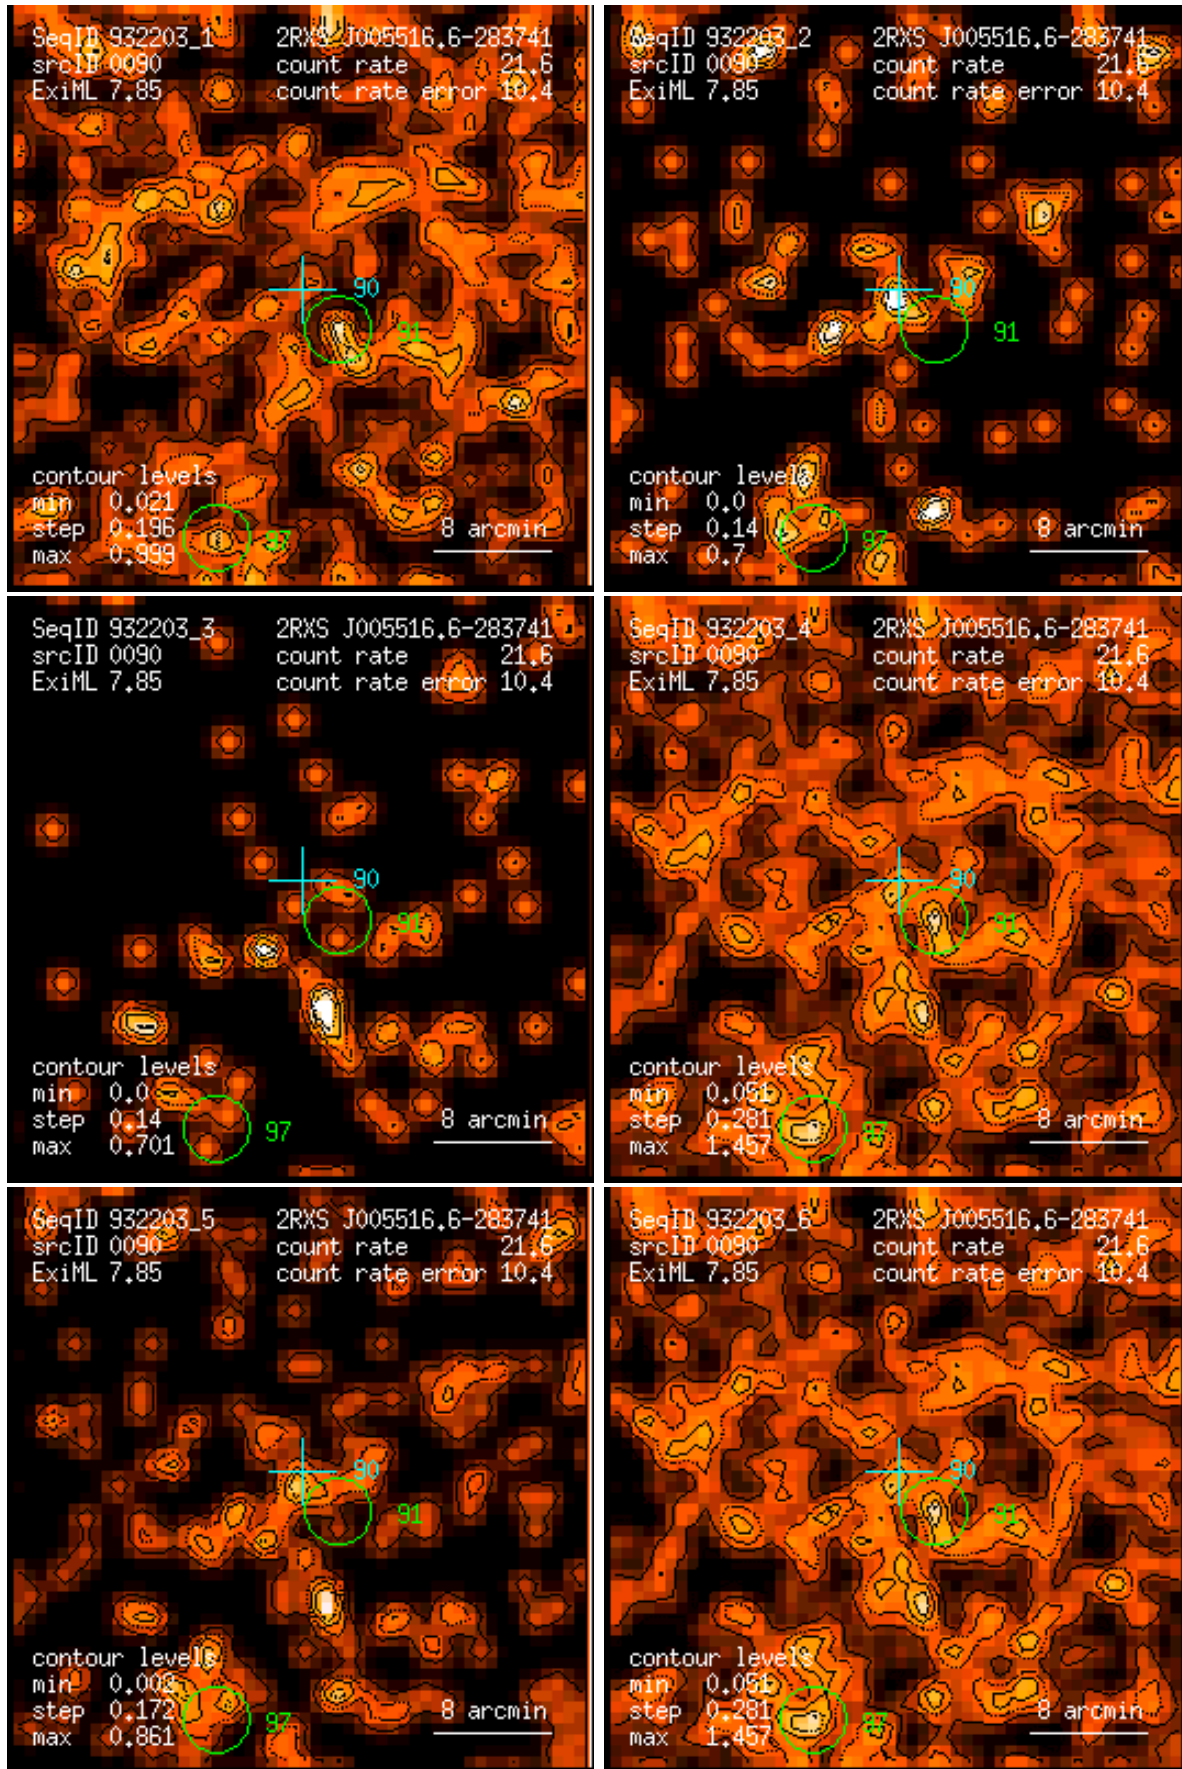 SeqID 932203_1 2RXS J005516.6-283741
srcID 0090 count rate 21.6
ExiML 7.85 count rate error 10.4
90
91
contour levels
min 0.021
step 0.196 8 arcmin
max 0.999
97
SeqID 932203_2 2RXS J005516.6-283741
srcID 0090 count rate 21.6
ExiML 7.85 count rate error 10.4
90
91
contour levels
min 0.0
step 0.14 8 arcmin
max 0.7
97
SeqID 932203_3 2RXS J005516.6-283741
srcID 0090 count rate 21.6
ExiML 7.85 count rate error 10.4
90
91
contour levels
min 0.0
step 0.14 8 arcmin
max 0.701
97
SeqID 932203_4 2RXS J005516.6-283741
srcID 0090 count rate 21.6
ExiML 7.85 count rate error 10.4
90
91
contour levels
min 0.051
step 0.281 8 arcmin
max 1.457
97
SeqID 932203_5 2RXS J005516.6-283741
srcID 0090 count rate 21.6
ExiML 7.85 count rate error 10.4
90
91
contour levels
min 0.002
step 0.172 8 arcmin
max 0.861
97
SeqID 932203_6 2RXS J005516.6-283741
srcID 0090 count rate 21.6
ExiML 7.85 count rate error 10.4
90
91
contour levels
min 0.051
step 0.281 8 arcmin
max 1.457
97